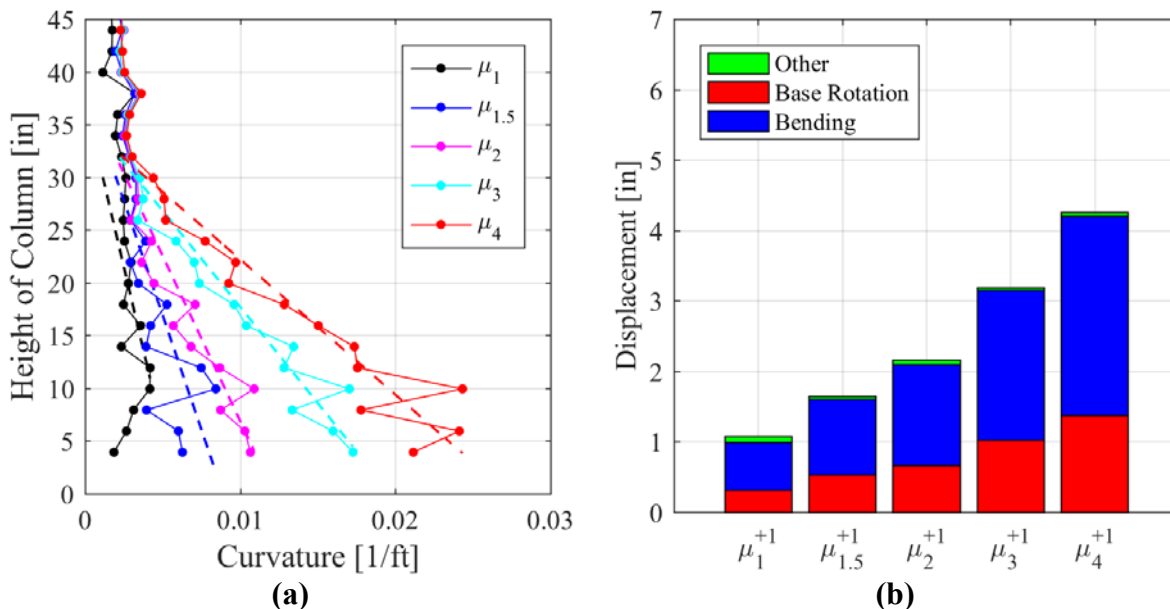 45
40
35
30
25
20
15
10
5
0
Height of Column [in]
0
0.01
0.02
0.03
Curvature [1/ft]
μ₁
μ₁.₅
μ₂
μ₃
μ₄
(a)
7
6
5
4
3
2
1
0
Displacement [in]
Other
Base Rotation
Bending
μ₁⁺¹
μ₁.₅⁺¹
μ₂⁺¹
μ₃⁺¹
μ₄⁺¹
(b)